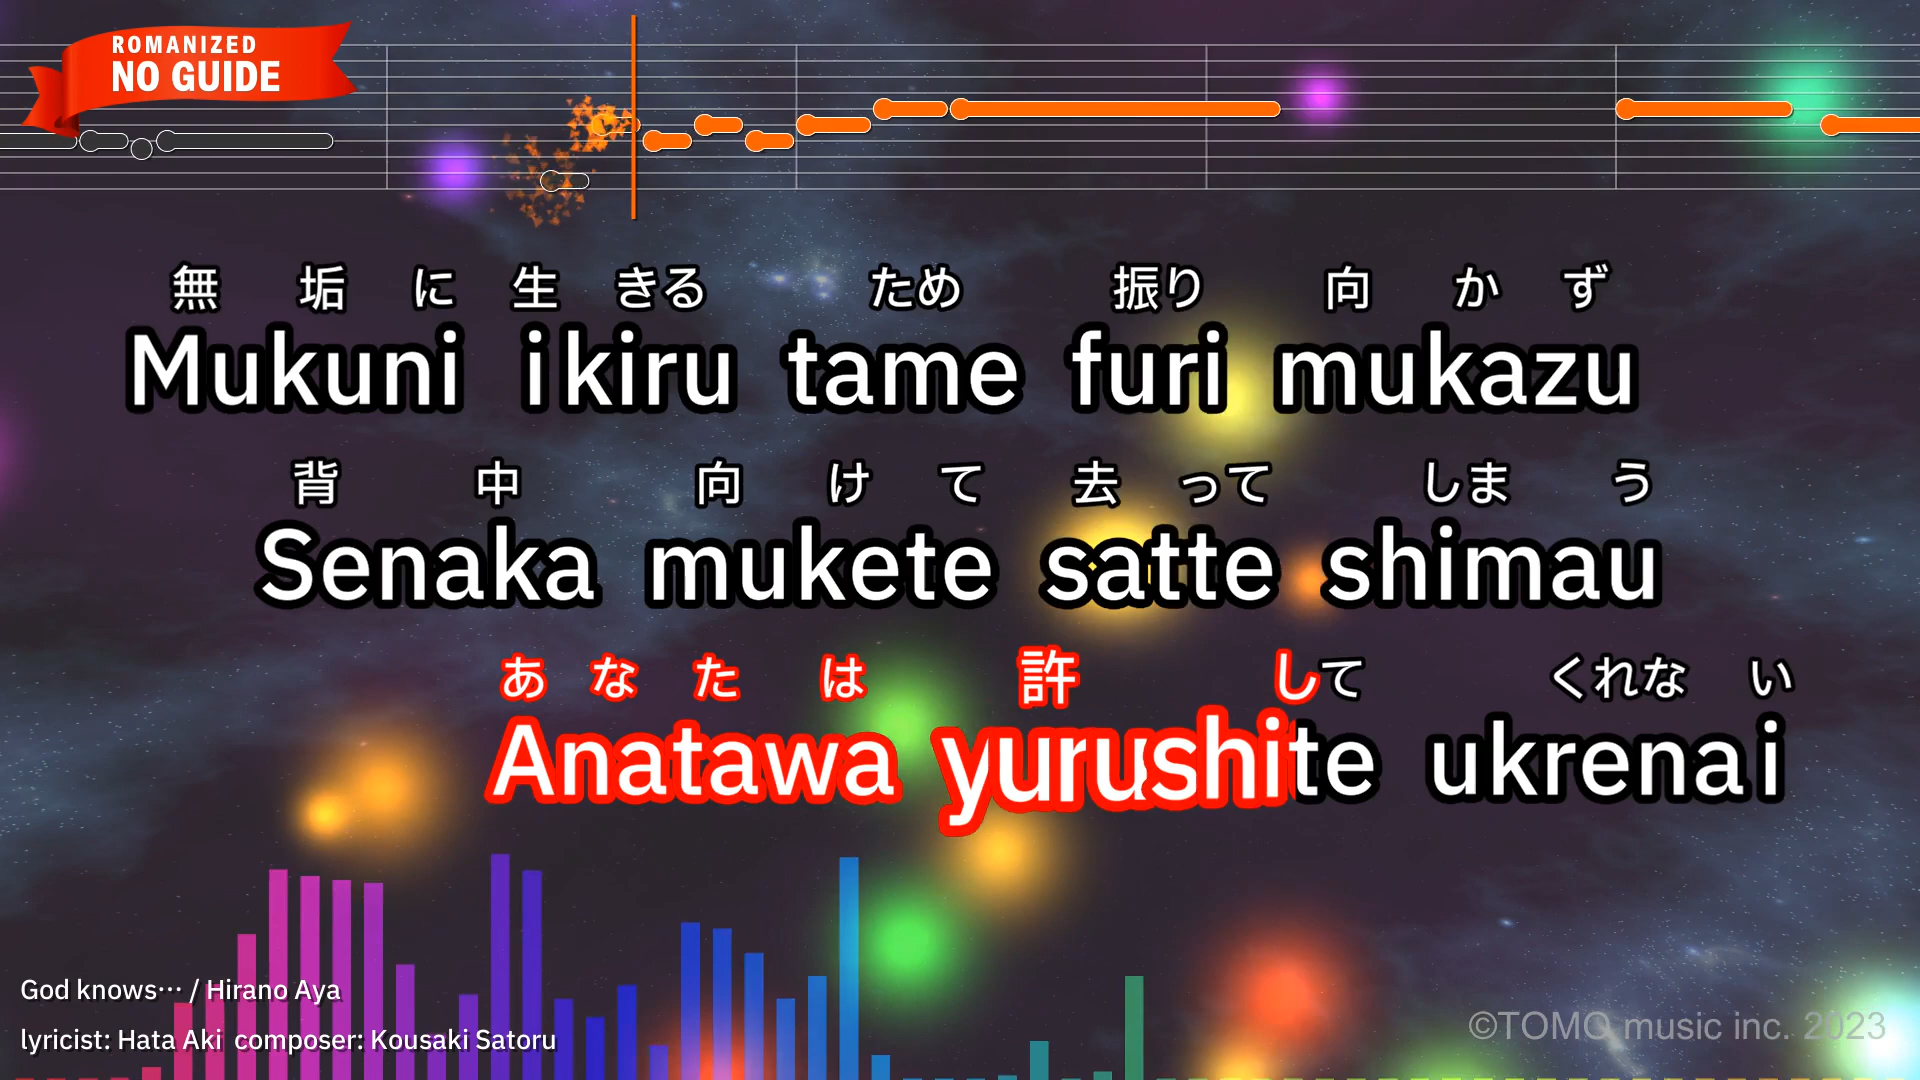 ROMANIZED
NO GUIDE
無垢に生きるため振り向かず
Mukuni ikiru tame furi mukazu
背中向けて去ってしまう
Senaka mukete satte shimau
あなたは許してくれない
Anatawa yurushite ukrenai
God knows… / Hirano Aya
lyricist: Hata Aki composer: Kousaki Satoru
©TOMO music inc. 2023